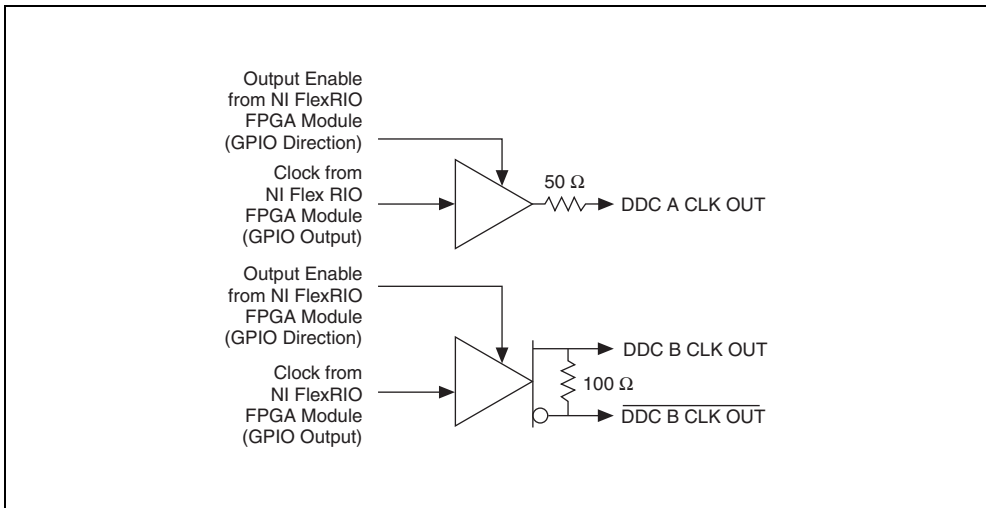 Output Enable
from NI FlexRIO
FPGA Module
(GPIO Direction)
Clock from
NI Flex RIO
FPGA Module
(GPIO Output)
50 Ω
DDC A CLK OUT
Output Enable
from NI FlexRIO
FPGA Module
(GPIO Direction)
Clock from
NI FlexRIO
FPGA Module
(GPIO Output)
DDC B CLK OUT
100 Ω
DDC B CLK OUT